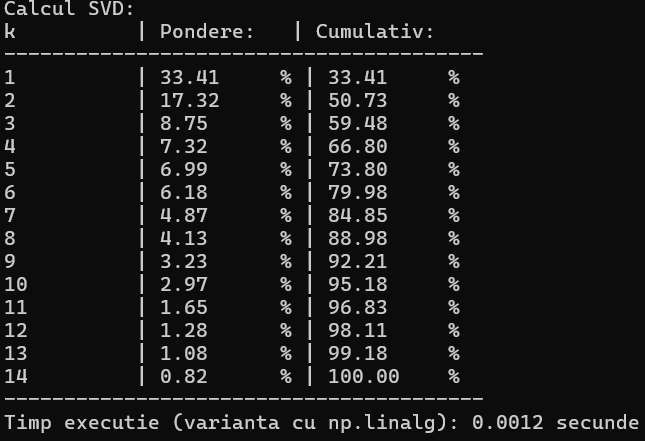 Calcul SVD:
k           | Pondere:   | Cumulativ:
----------------------------------------
1          | 33.41     % | 33.41     %
2          | 17.32     % | 50.73     %
3          | 8.75      % | 59.48     %
4          | 7.32      % | 66.80     %
5          | 6.99      % | 73.80     %
6          | 6.18      % | 79.98     %
7          | 4.87      % | 84.85     %
8          | 4.13      % | 88.98     %
9          | 3.23      % | 92.21     %
10         | 2.97      % | 95.18     %
11         | 1.65      % | 96.83     %
12         | 1.28      % | 98.11     %
13         | 1.08      % | 99.18     %
14         | 0.82      % | 100.00    %
----------------------------------------
Timp executie (varianta cu np.linalg): 0.0012 secunde